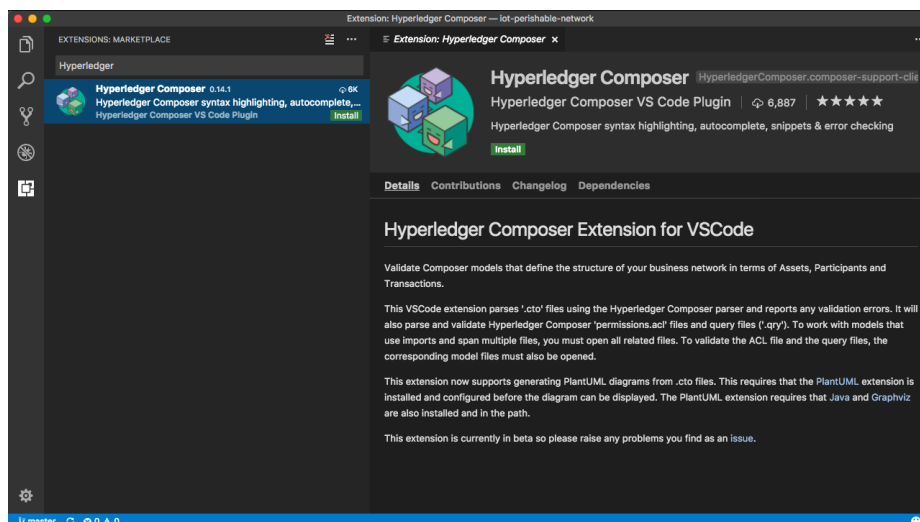 Extension: Hyperledger Composer — iot-perishable-network
EXTENSIONS: MARKETPLACE
Hyperledger
Hyperledger Composer 0.14.1 6K
Hyperledger Composer syntax highlighting, autocomplete,...
Hyperledger Composer VS Code Plugin Install
Extension: Hyperledger Composer ×
Hyperledger Composer HyperledgerComposer.composer-support-clie
Hyperledger Composer VS Code Plugin | 6,887 | ★★★★★
Hyperledger Composer syntax highlighting, autocomplete, snippets & error checking
Install
Details Contributions Changelog Dependencies
Hyperledger Composer Extension for VSCode
Validate Composer models that define the structure of your business network in terms of Assets, Participants and
Transactions.
This VSCode extension parses '.cto' files using the Hyperledger Composer parser and reports any validation errors. It will
also parse and validate Hyperledger Composer 'permissions.acl' files and query files ('.qry'). To work with models that
use imports and span multiple files, you must open all related files. To validate the ACL file and the query files, the
corresponding model files must also be opened.
This extension now supports generating PlantUML diagrams from .cto files. This requires that the PlantUML extension is
installed and configured before the diagram can be displayed. The PlantUML extension requires that Java and Graphviz
are also installed and in the path.
This extension is currently in beta so please raise any problems you find as an issue.
master 0 0